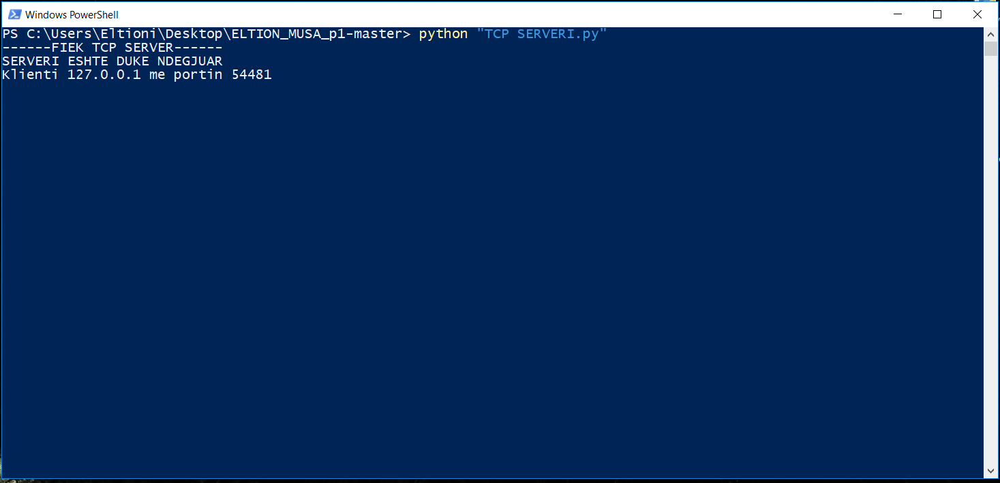 Windows PowerShell
PS C:\Users\Eltioni\Desktop\ELTION_MUSA_p1-master> python "TCP SERVERI.py"
------FIEK TCP SERVER------
SERVERI ESHTE DUKE NDEGJUAR
Klienti 127.0.0.1 me portin 54481